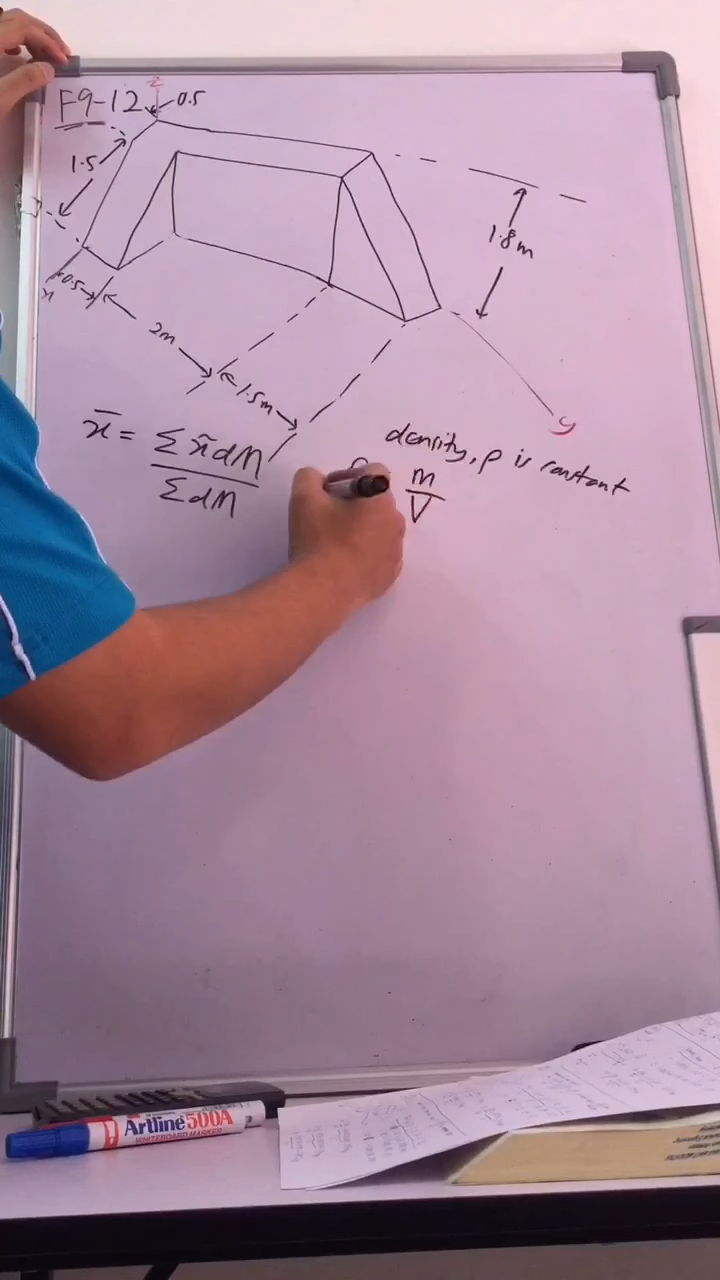 F9-12
z
0.5
1.5
1.8m
x
0.5
2m
1.5m
y
x̄ = Σ x̄ dM
Σ dM
density, ρ is constant
m
V
Artline 500A
WHITEBOARD MARKER